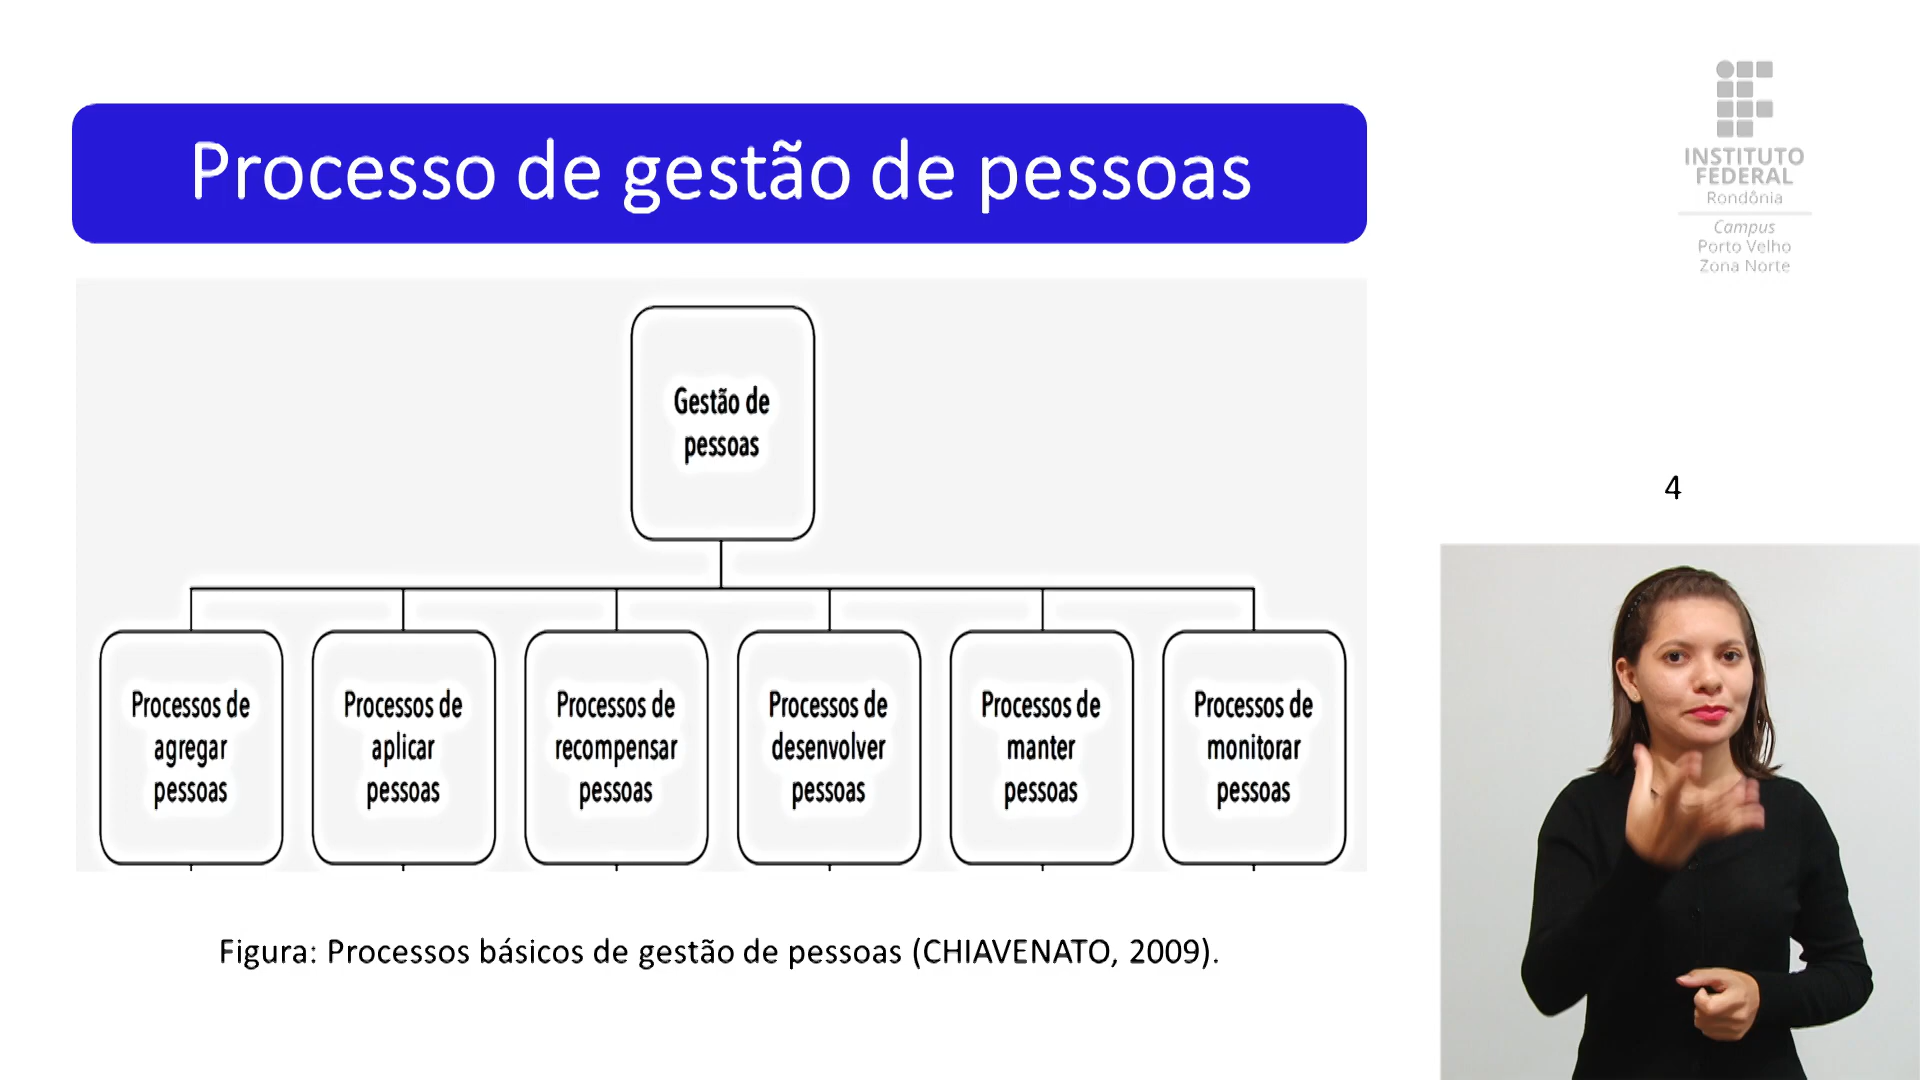 Processo de gestão de pessoas
INSTITUTO
FEDERAL
Rondônia
Campus
Porto Velho
Zona Norte
Gestão de
pessoas
4
Processos de
agregar
pessoas
Processos de
aplicar
pessoas
Processos de
recompensar
pessoas
Processos de
desenvolver
pessoas
Processos de
manter
pessoas
Processos de
monitorar
pessoas
Figura: Processos básicos de gestão de pessoas (CHIAVENATO, 2009).